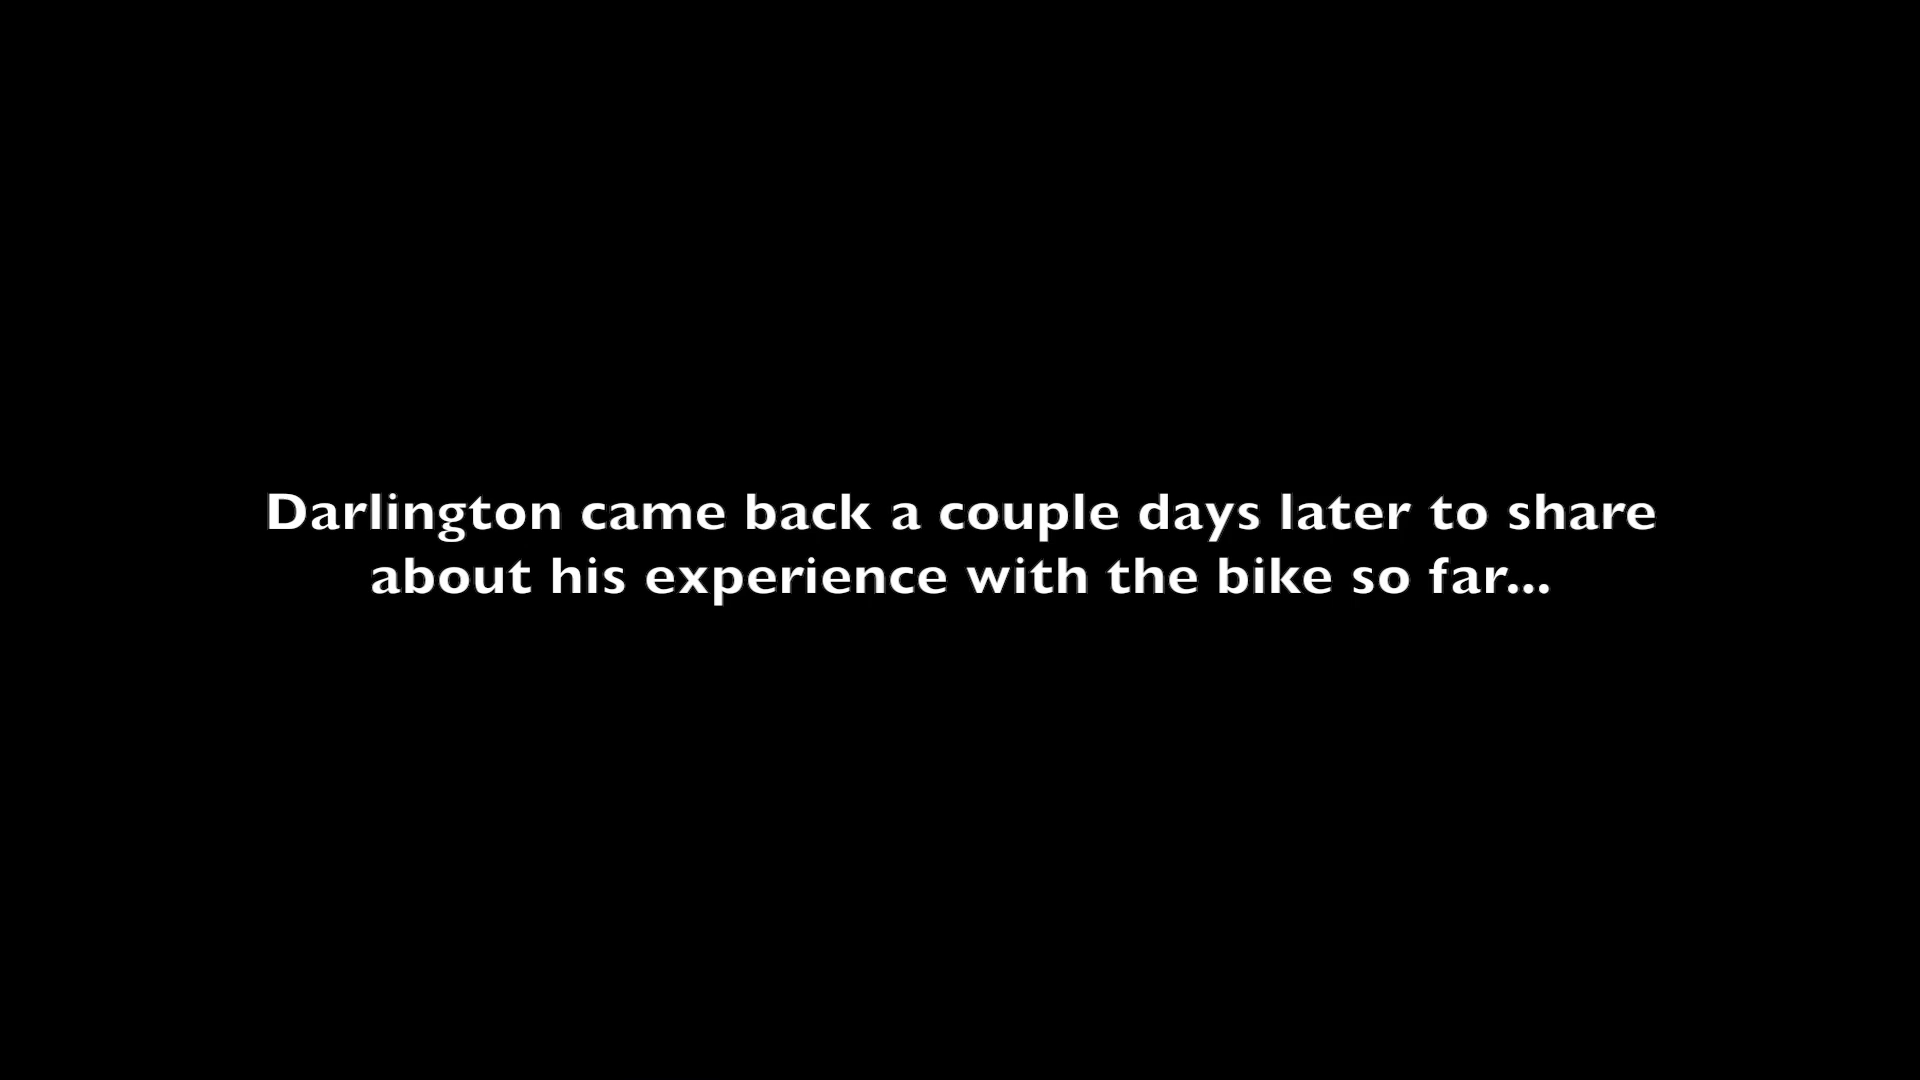 Darlington came back a couple days later to share
about his experience with the bike so far...